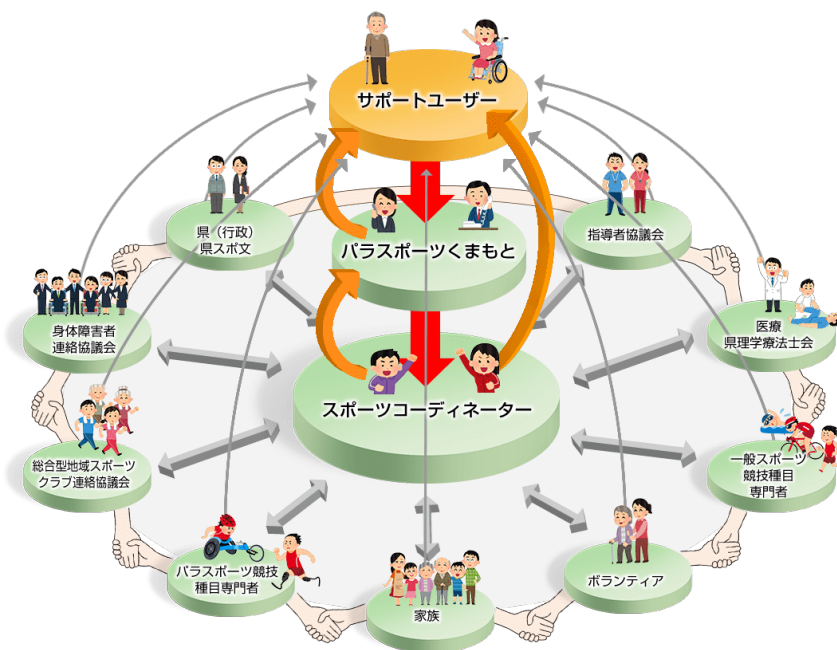 サポートユーザー
パラスポーツくまもと
スポーツコーディネーター
県（行政）
県スポ文
指導者協議会
身体障害者
連絡協議会
医療
県理学療法士会
総合型地域スポーツ
クラブ連絡協議会
一般スポーツ
競技種目
専門者
パラスポーツ競技
種目専門者
ボランティア
家族